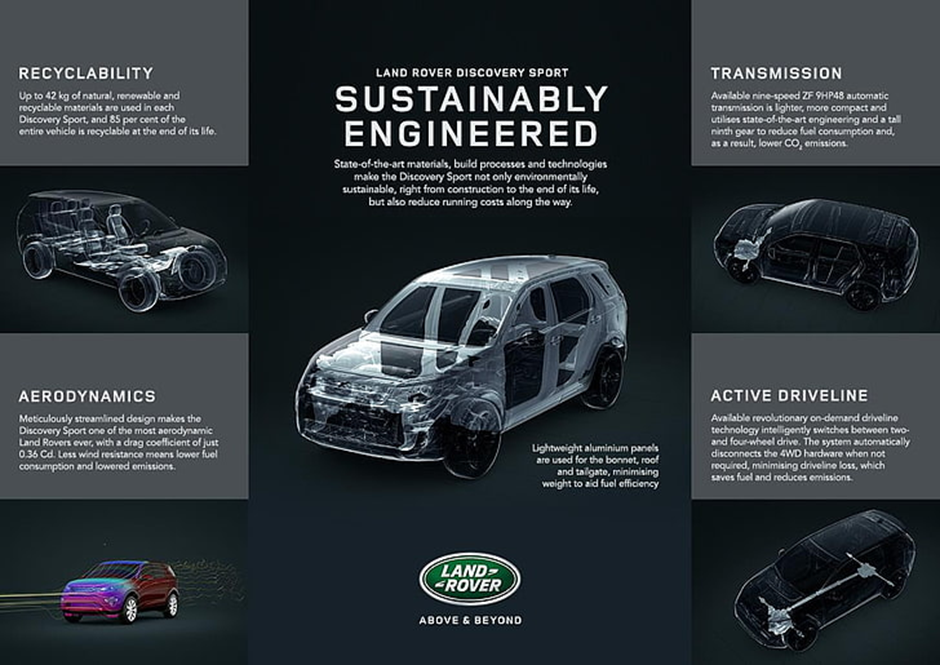 RECYCLABILITY
Up to 42 kg of natural, renewable and
recyclable materials are used in each
Discovery Sport, and 85 per cent of the
entire vehicle is recyclable at the end of its life.
AERODYNAMICS
Meticulously streamlined design makes the
Discovery Sport one of the most aerodynamic
Land Rovers ever, with a drag coefficient of just
0.36 Cd. Less wind resistance means lower fuel
consumption and lowered emissions.
LAND ROVER DISCOVERY SPORT
SUSTAINABLY
ENGINEERED
State-of-the-art materials, build processes and technologies
make the Discovery Sport not only environmentally
sustainable, right from construction to the end of its life,
but also reduce running costs along the way.
Lightweight aluminium panels
are used for the bonnet, roof
and tailgate, minimising
weight to aid fuel efficiency
LAND
ROVER
ABOVE & BEYOND
TRANSMISSION
Available nine-speed ZF 9HP48 automatic
transmission is lighter, more compact and
utilises state-of-the-art engineering and a tall
ninth gear to reduce fuel consumption and,
as a result, lower CO₂ emissions.
ACTIVE DRIVELINE
Available revolutionary on-demand driveline
technology intelligently switches between two-
and four-wheel drive. The system automatically
disconnects the 4WD hardware when not
required, minimising driveline loss, which
saves fuel and reduces emissions.